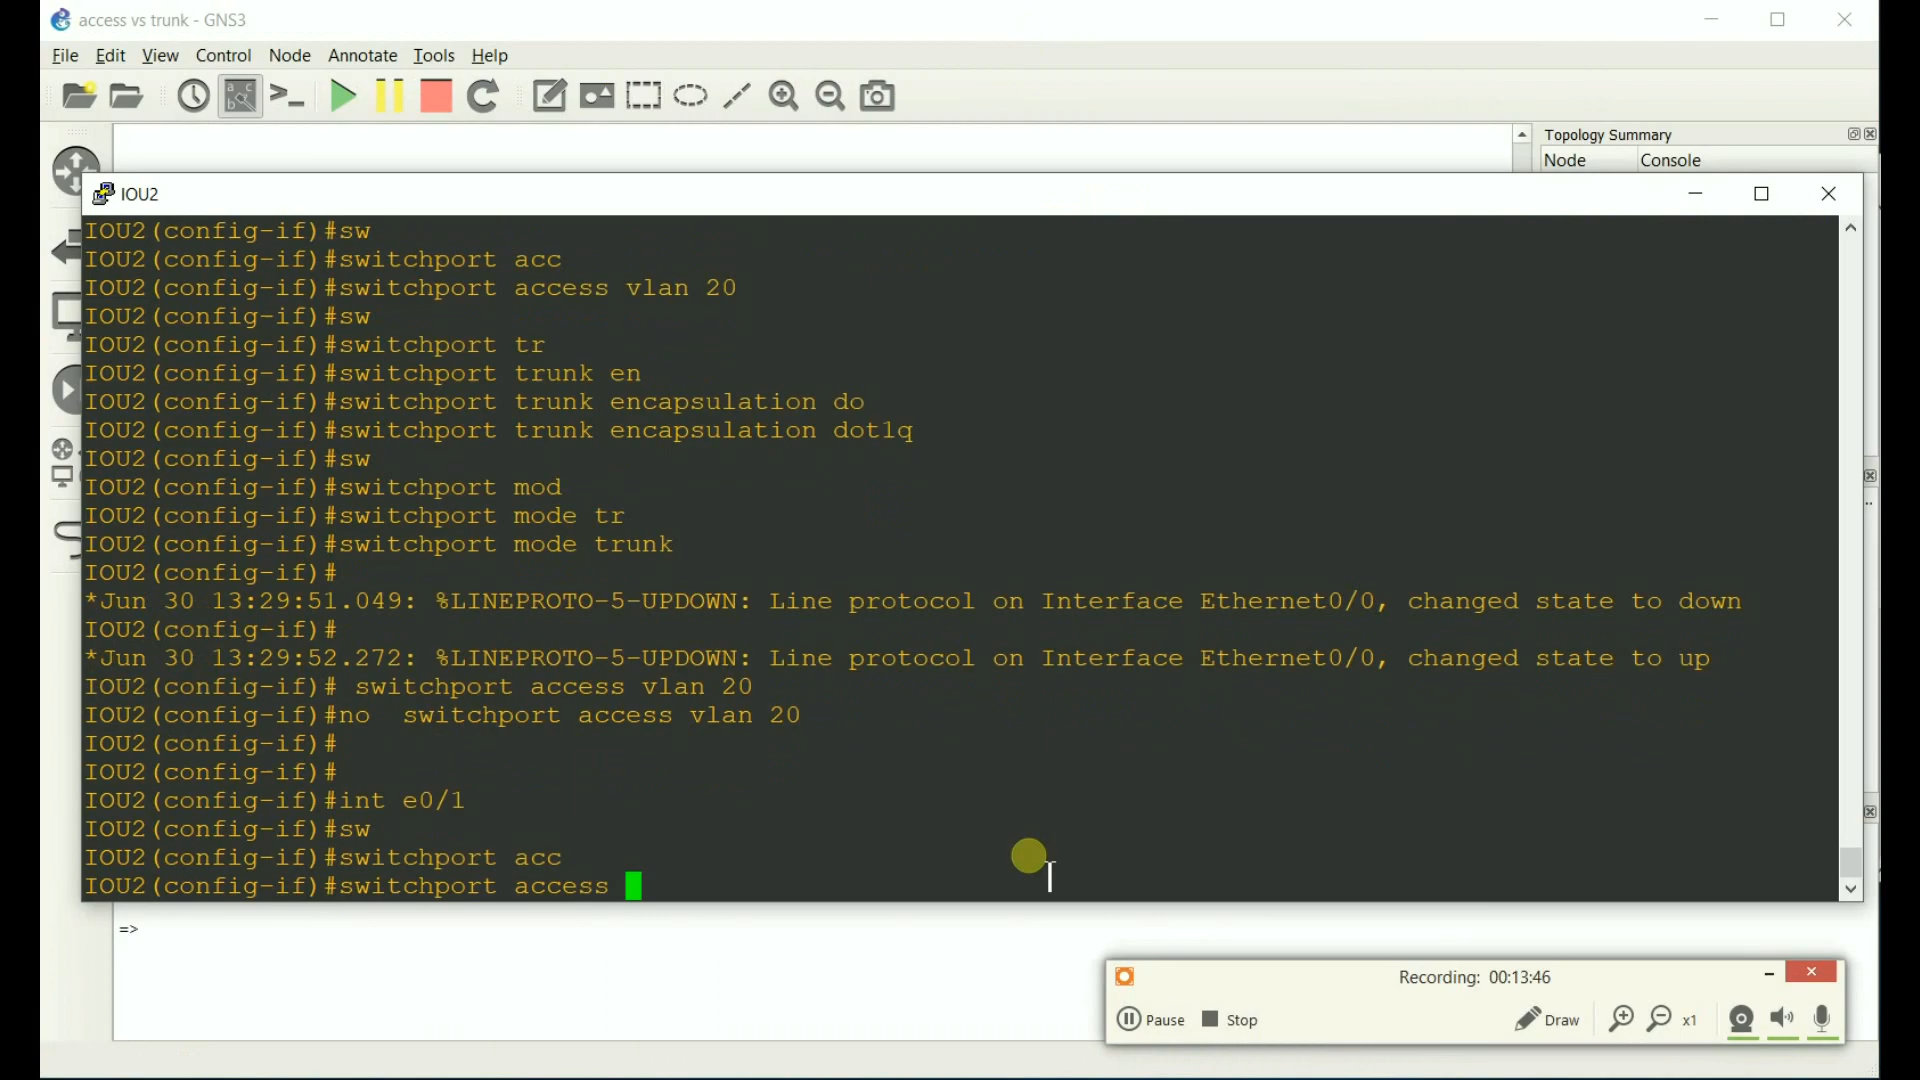 access vs trunk - GNS3
File Edit View Control Node Annotate Tools Help
Topology Summary
Node Console
IOU2
IOU2(config-if)#sw
IOU2(config-if)#switchport acc
IOU2(config-if)#switchport access vlan 20
IOU2(config-if)#sw
IOU2(config-if)#switchport tr
IOU2(config-if)#switchport trunk en
IOU2(config-if)#switchport trunk encapsulation do
IOU2(config-if)#switchport trunk encapsulation dot1q
IOU2(config-if)#sw
IOU2(config-if)#switchport mod
IOU2(config-if)#switchport mode tr
IOU2(config-if)#switchport mode trunk
IOU2(config-if)#
*Jun 30 13:29:51.049: %LINEPROTO-5-UPDOWN: Line protocol on Interface Ethernet0/0, changed state to down
IOU2(config-if)#
*Jun 30 13:29:52.272: %LINEPROTO-5-UPDOWN: Line protocol on Interface Ethernet0/0, changed state to up
IOU2(config-if)# switchport access vlan 20
IOU2(config-if)#no  switchport access vlan 20
IOU2(config-if)#
IOU2(config-if)#
IOU2(config-if)#int e0/1
IOU2(config-if)#sw
IOU2(config-if)#switchport acc
IOU2(config-if)#switchport access
=>
Recording: 00:13:46
Pause Stop Draw x1